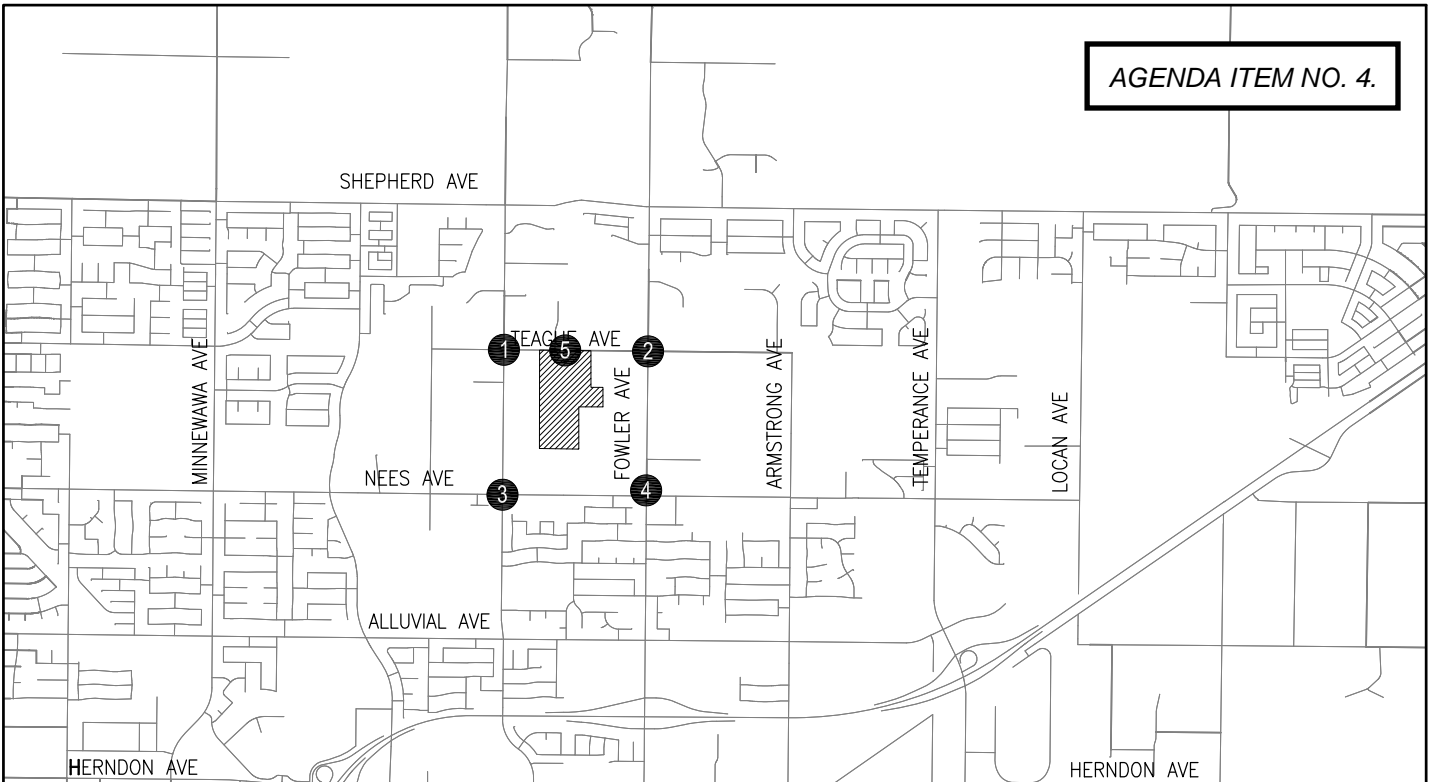 AGENDA ITEM NO. 4.
SHEPHERD AVE
TEAGUE AVE
1
5
2
MINNEWAWA AVE
FOWLER AVE
ARMSTRONG AVE
TEMPERANCE AVE
LOCAN AVE
NEES AVE
3
4
ALLUVIAL AVE
HERNDON AVE
HERNDON AVE